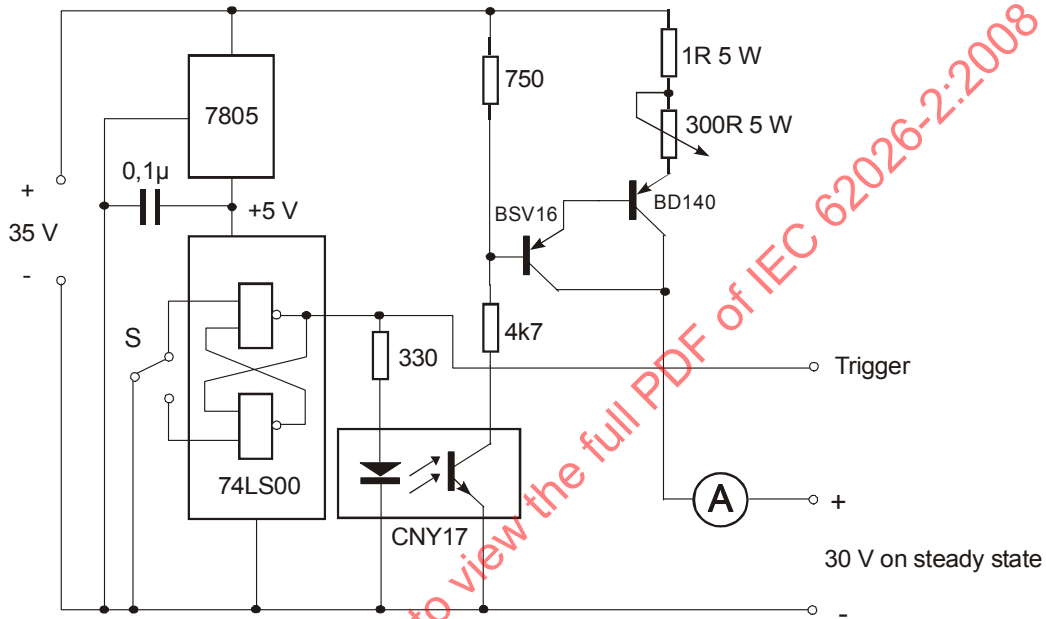 1R 5 W
750
7805
300R 5 W
0,1µ
+
35 V
-
+5 V
BSV16
BD140
S
330
4k7
Trigger
74LS00
CNY17
A
+
30 V on steady state
-
to view the full PDF of IEC 62026-2:2008